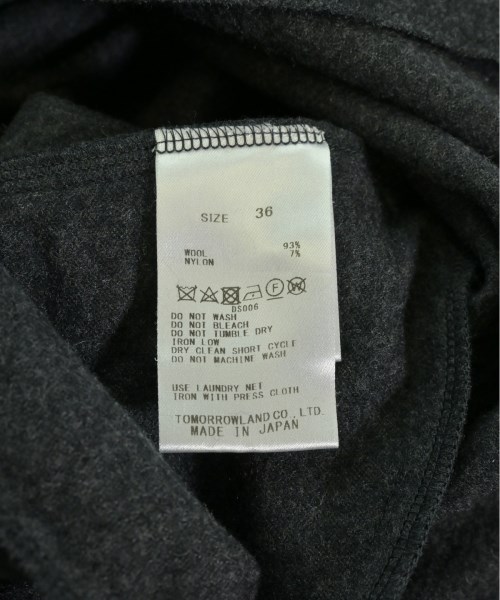 SIZE 36
WOOL 93%
NYLON 7%
F W
DS006
DO NOT WASH
DO NOT BLEACH
DO NOT TUMBLE DRY
IRON LOW
DRY CLEAN SHORT CYCLE
DO NOT MACHINE WASH
USE LAUNDRY NET
IRON WITH PRESS CLOTH
TOMORROWLAND CO., LTD.
MADE IN JAPAN